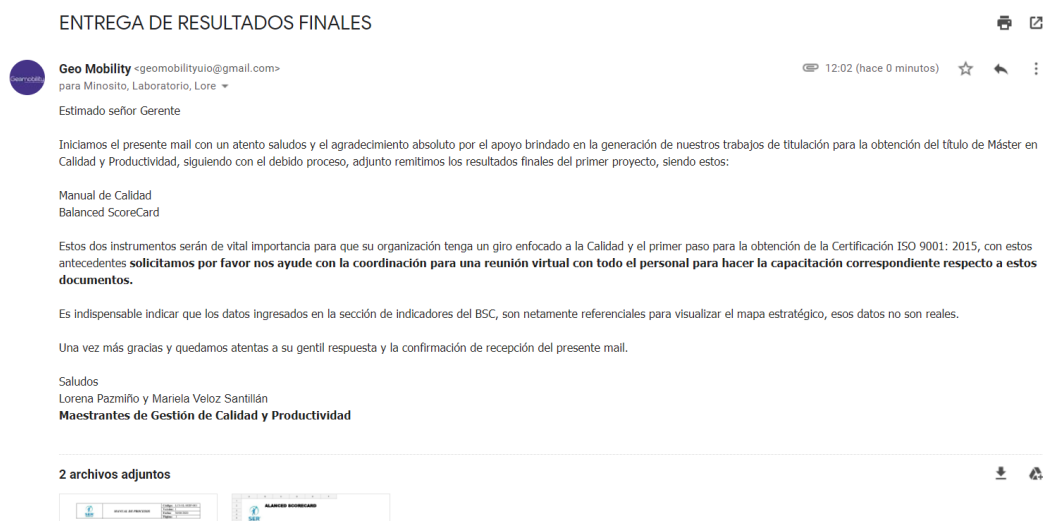 ENTREGA DE RESULTADOS FINALES
Geomobility
Geo Mobility <geomobilityuio@gmail.com>
12:02 (hace 0 minutos)
para Minosito, Laboratorio, Lore
Estimado señor Gerente
Iniciamos el presente mail con un atento saludos y el agradecimiento absoluto por el apoyo brindado en la generación de nuestros trabajos de titulación para la obtención del título de Máster en
Calidad y Productividad, siguiendo con el debido proceso, adjunto remitimos los resultados finales del primer proyecto, siendo estos:
Manual de Calidad
Balanced ScoreCard
Estos dos instrumentos serán de vital importancia para que su organización tenga un giro enfocado a la Calidad y el primer paso para la obtención de la Certificación ISO 9001: 2015, con estos
antecedentes solicitamos por favor nos ayude con la coordinación para una reunión virtual con todo el personal para hacer la capacitación correspondiente respecto a estos
documentos.
Es indispensable indicar que los datos ingresados en la sección de indicadores del BSC, son netamente referenciales para visualizar el mapa estratégico, esos datos no son reales.
Una vez más gracias y quedamos atentas a su gentil respuesta y la confirmación de recepción del presente mail.
Saludos
Lorena Pazmiño y Mariela Veloz Santillán
Maestrantes de Gestión de Calidad y Productividad
2 archivos adjuntos
SER
MANUAL DE PROCESOS
ALANCED SCORECARD
SER